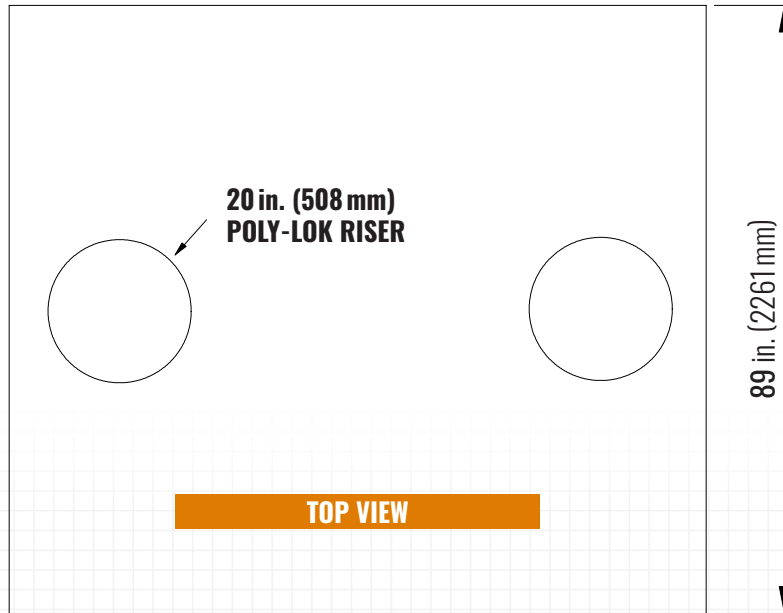 20 in. (508 mm)
POLY-LOK RISER
89 in. (2261 mm)
TOP VIEW